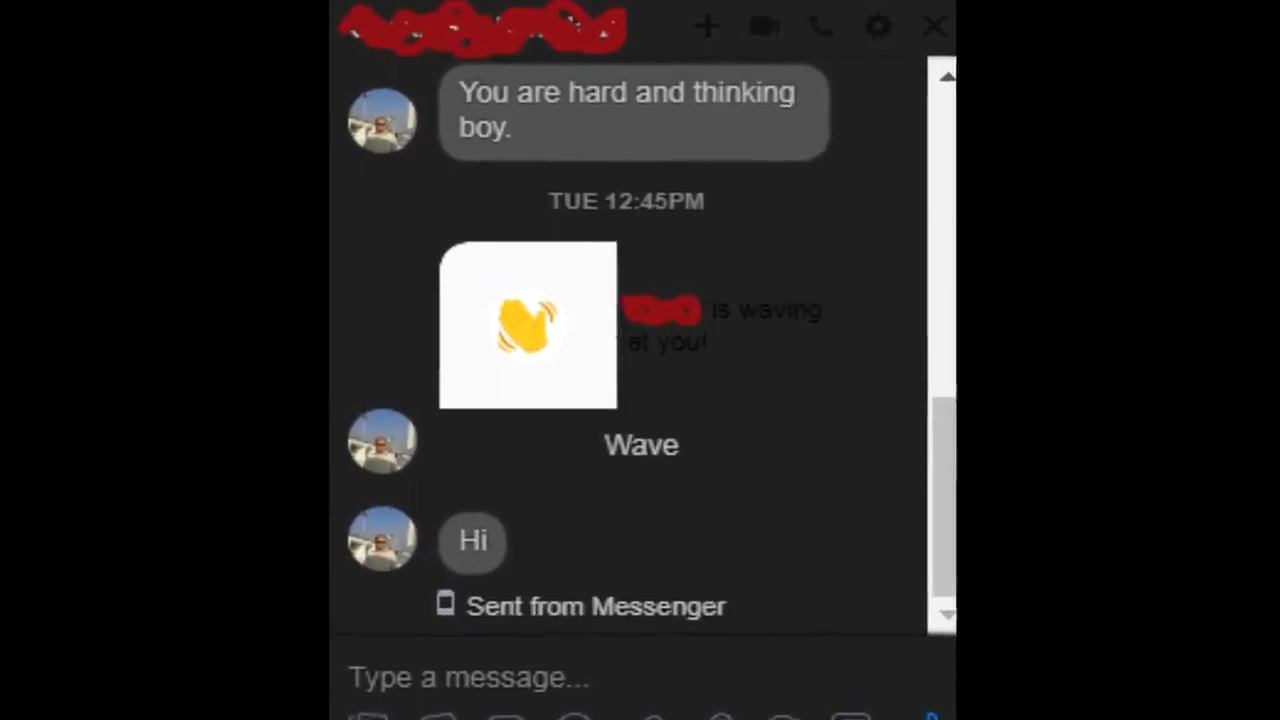 You are hard and thinking
boy.
TUE 12:45PM
is waving
at you!
Wave
Hi
Sent from Messenger
Type a message...